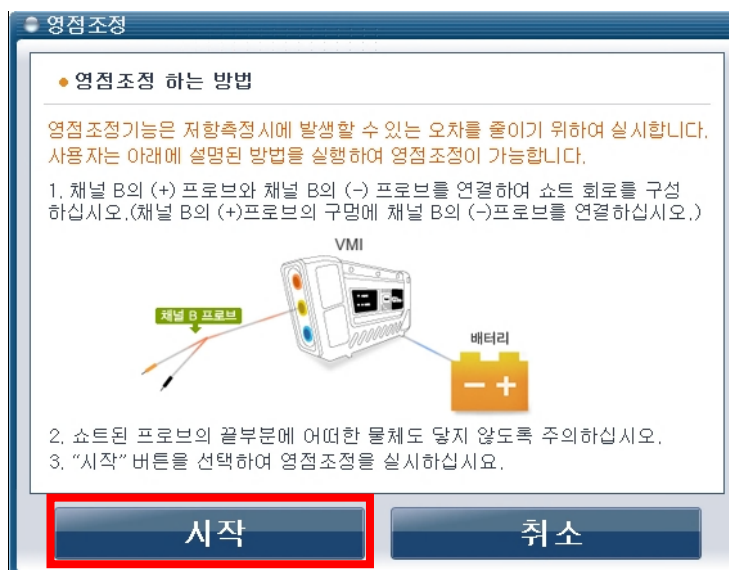 영점조정
영점조정 하는 방법
영점조정기능은 저항측정시에 발생할 수 있는 오차를 줄이기 위하여 실시합니다.
사용자는 아래에 설명된 방법을 실행하여 영점조정이 가능합니다.
1. 채널 B의 (+) 프로브와 채널 B의 (-) 프로브를 연결하여 쇼트 회로를 구성
하십시오.(채널 B의 (+)프로브의 구멍에 채널 B의 (-)프로브를 연결하십시오.)
VMI
채널 B 프로브
배터리
2. 쇼트된 프로브의 끝부분에 어떠한 물체도 닿지 않도록 주의하십시오.
3. “시작” 버튼을 선택하여 영점조정을 실시하십시요.
시작
취소